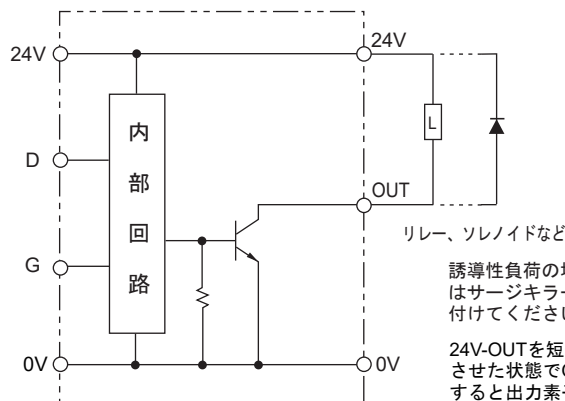 24V
24V
内部回路
D
L
OUT
リレー、ソレノイドなど
G
誘導性負荷の
はサージキラー
付けてください
24V-OUTを短
させた状態で
すると出力素
0V
0V